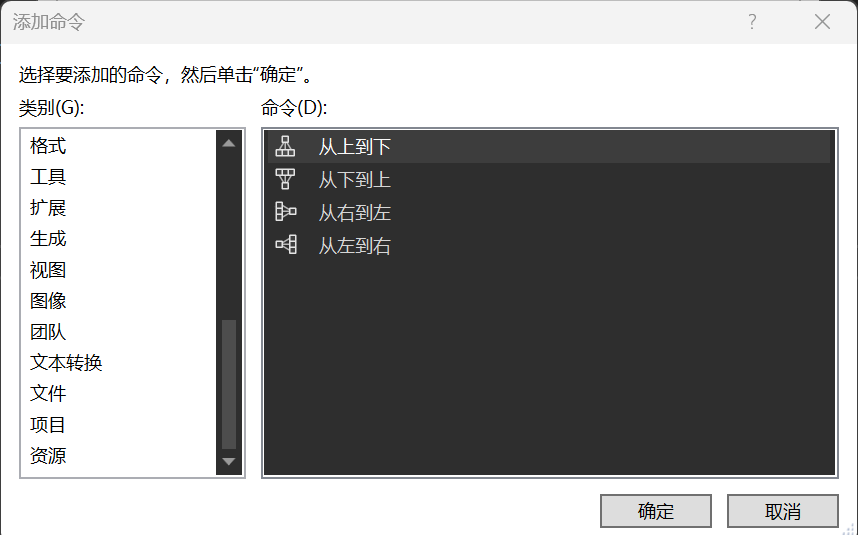 添加命令
选择要添加的命令，然后单击“确定”。
类别(G):
命令(D):
格式
工具
扩展
生成
视图
图像
团队
文本转换
文件
项目
资源
从上到下
从下到上
从右到左
从左到右
确定
取消